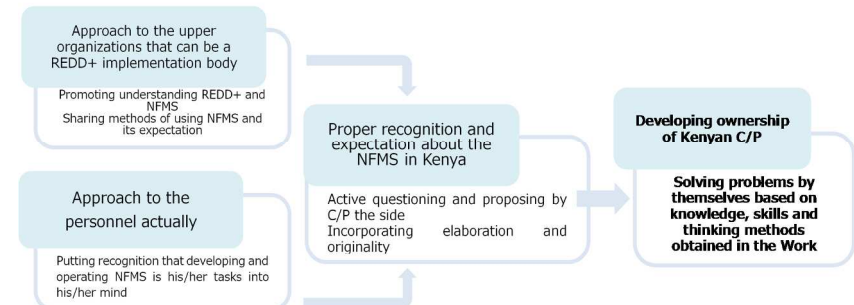 Approach to the upper
organizations that can be a
REDD+ implementation body
Promoting understanding REDD+ and
NFMS
Sharing methods of using NFMS and
its expectation
Approach to the
personnel actually
Putting recognition that developing and
operating NFMS is his/her tasks into
his/her mind
Proper recognition and
expectation about the
NFMS in Kenya
Active questioning and proposing by
C/P the side
Incorporating elaboration and
originality
Developing ownership
of Kenyan C/P
Solving problems by
themselves based on
knowledge, skills and
thinking methods
obtained in the Work